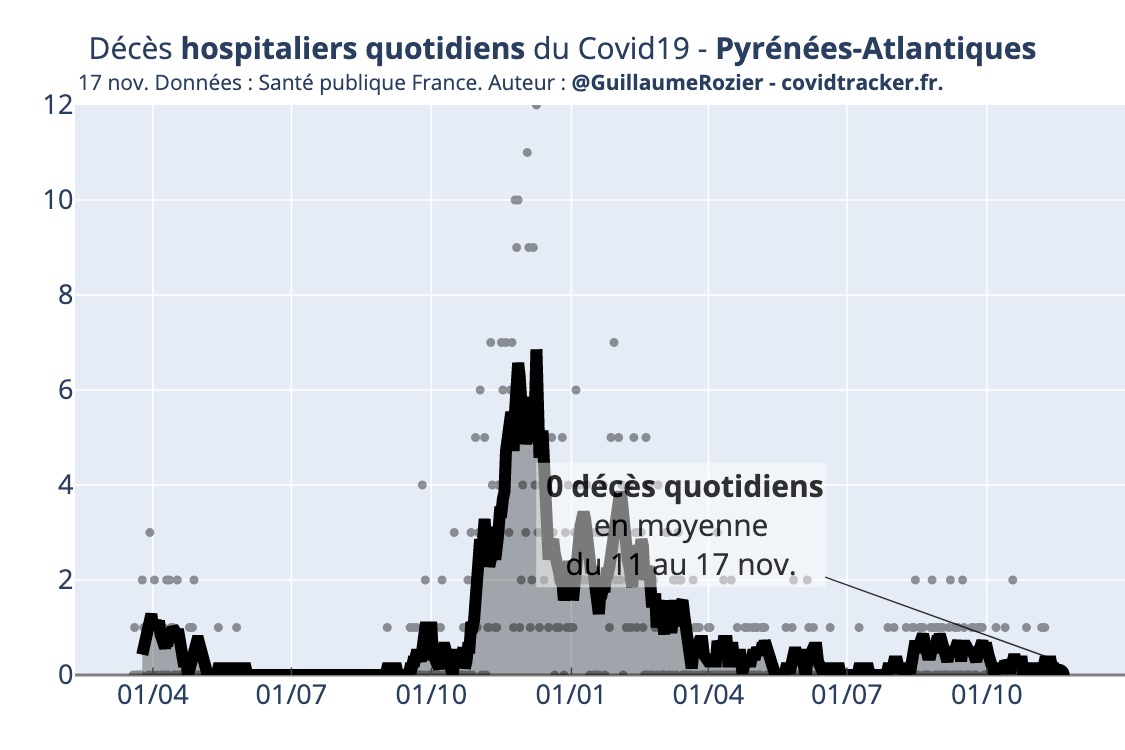 Décès hospitaliers quotidiens du Covid19 - Pyrénées-Atlantiques
17 nov. Données : Santé publique France. Auteur : @GuillaumeRozier - covidtracker.fr.
12
10
8
6
4
2
0
0 décès quotidiens
en moyenne
du 11 au 17 nov.
01/04 01/07 01/10 01/01 01/04 01/07 01/10